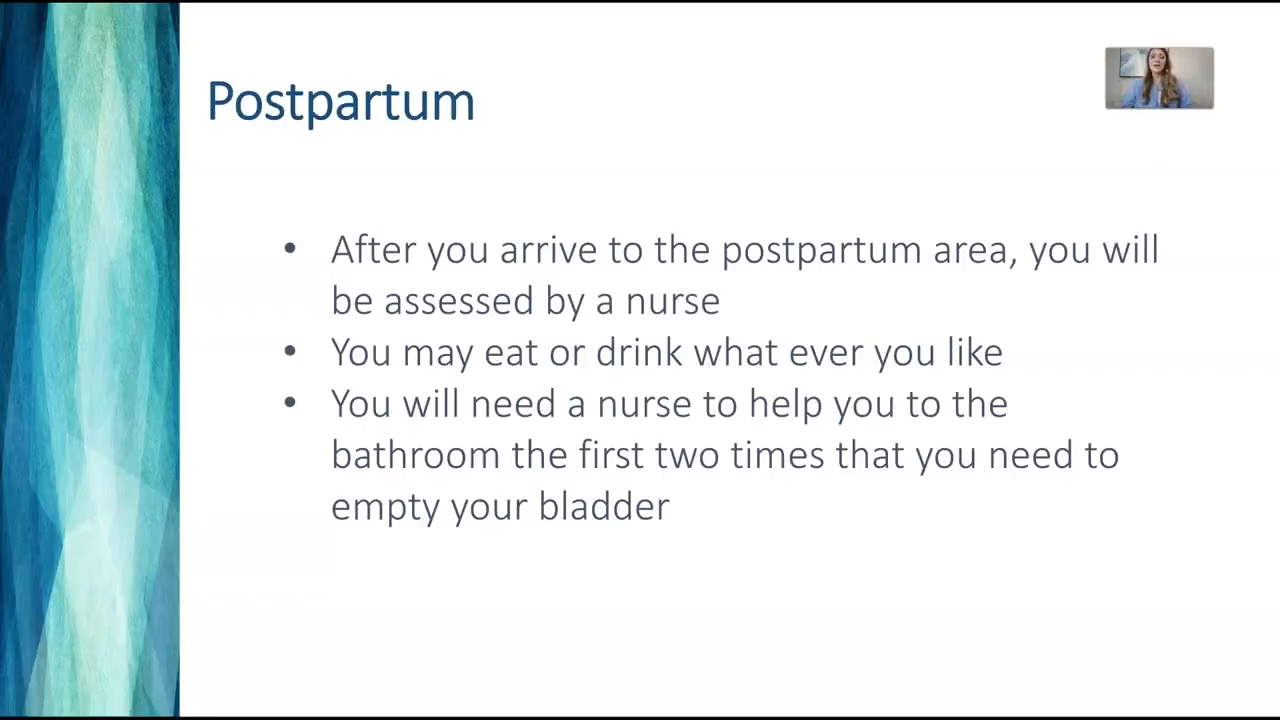 Postpartum
• After you arrive to the postpartum area, you will
be assessed by a nurse
• You may eat or drink what ever you like
• You will need a nurse to help you to the
bathroom the first two times that you need to
empty your bladder